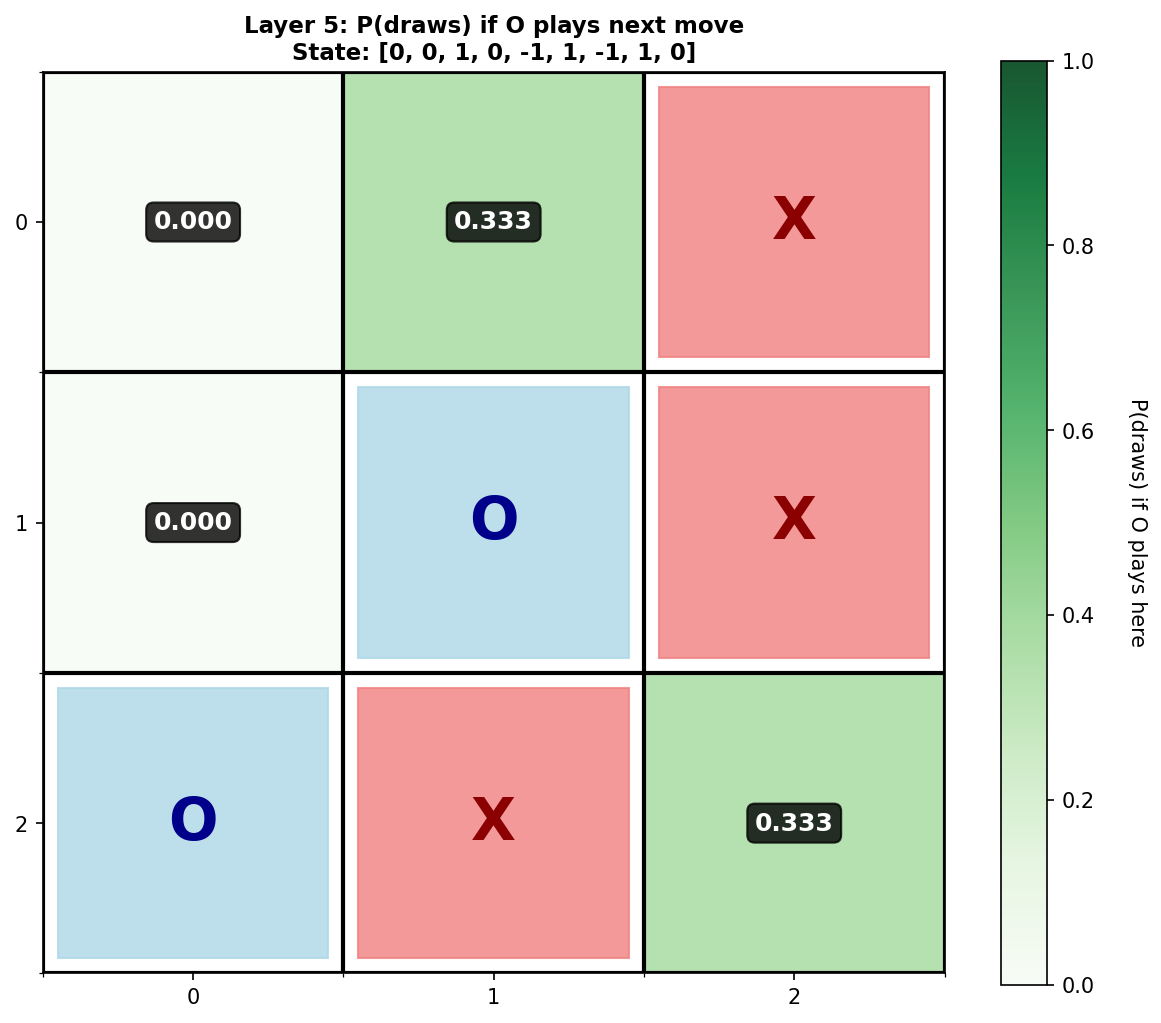 Layer 5: P(draws) if O plays next move
State: [0, 0, 1, 0, -1, 1, -1, 1, 0]
0 0.000 0.333 X
1 0.000 O X
2 O X 0.333
0 1 2
1.0
0.8
0.6
0.4
0.2
0.0
P(draws) if O plays here